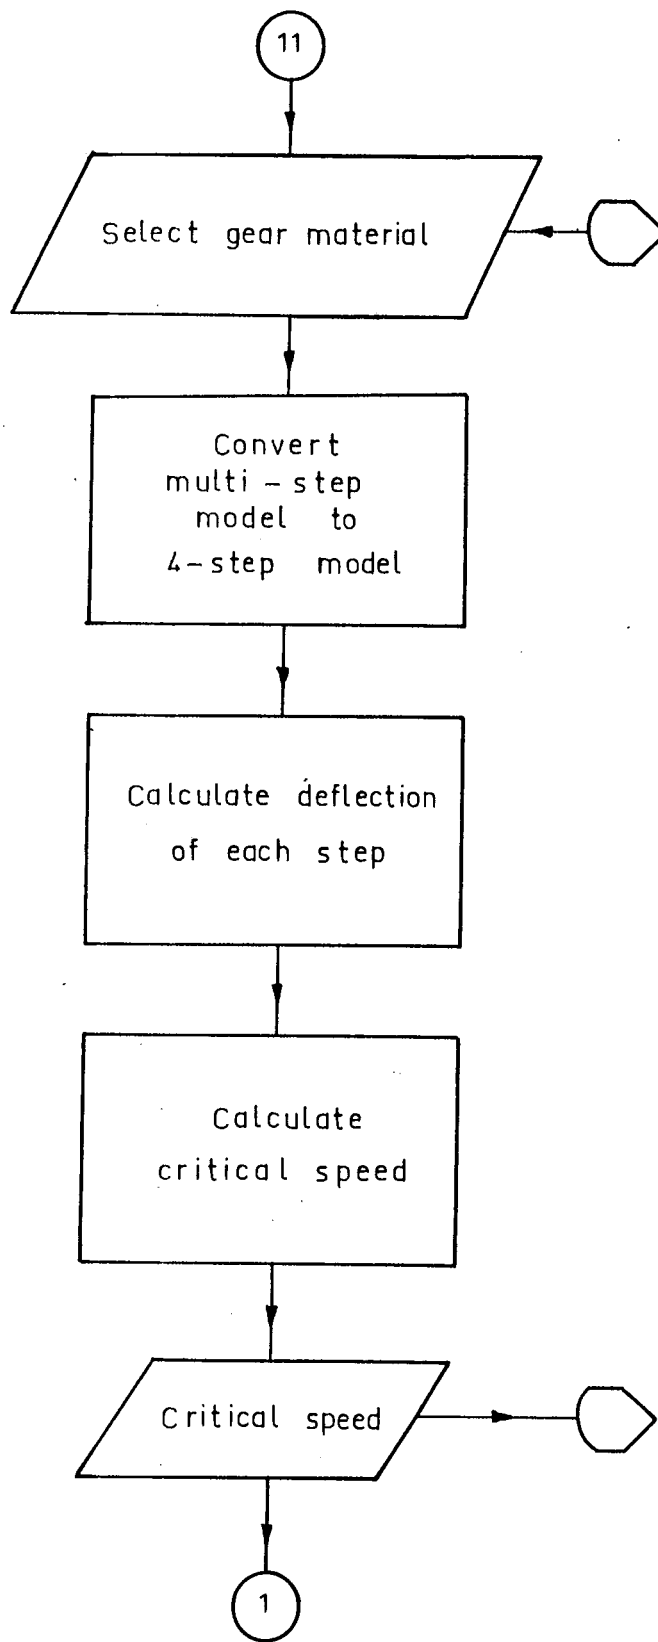 11
Select gear material
Convert
multi-step
model to
4-step model
Calculate deflection
of each step
Calculate
critical speed
Critical speed
1